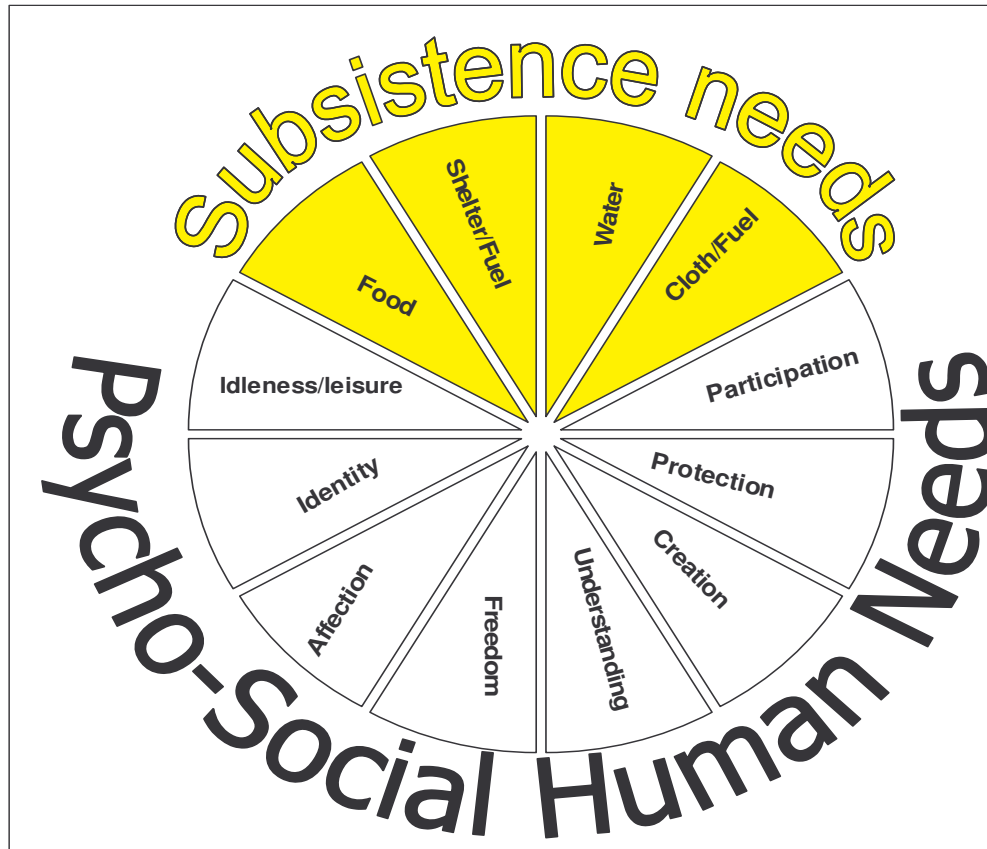 Subsistence needs
Food
Shelter/Fuel
Water
Cloth/Fuel
Participation
Protection
Creation
Understanding
Freedom
Affection
Identity
Idleness/leisure
Psycho-Social Human Needs